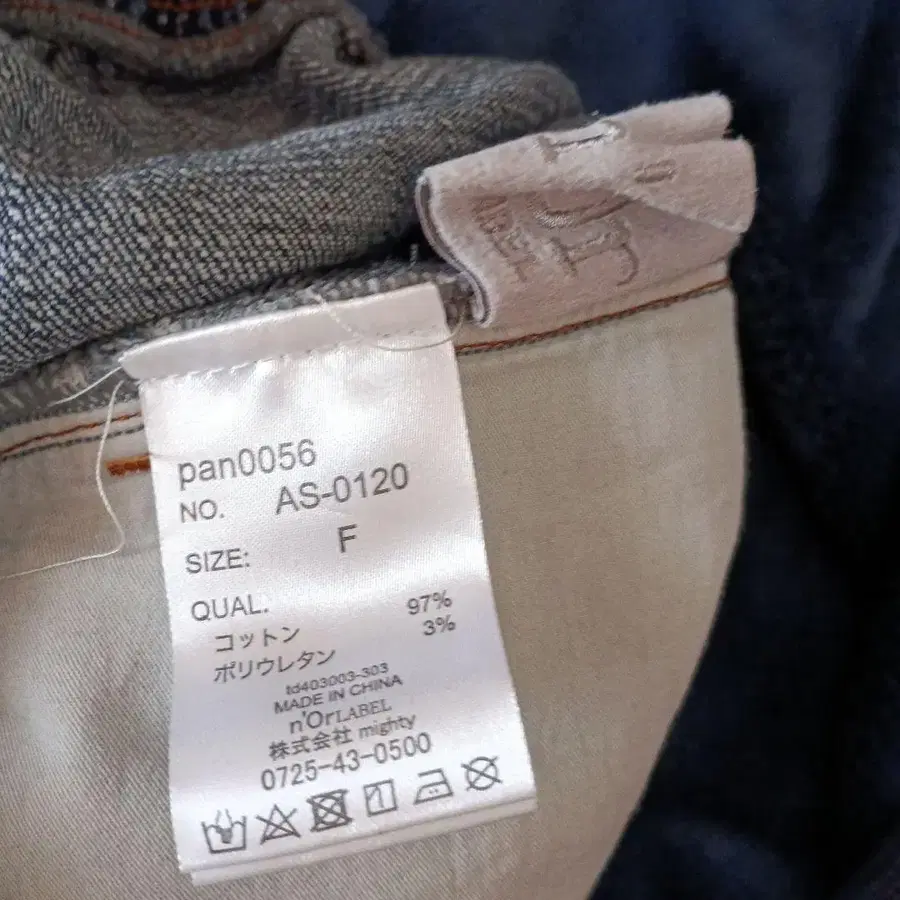 pan0056
NO. AS-0120
SIZE: F
QUAL.
コットン 97%
ポリウレタン 3%
td403003-303
MADE IN CHINA
n'OrLABEL
株式会社 mighty
0725-43-0500